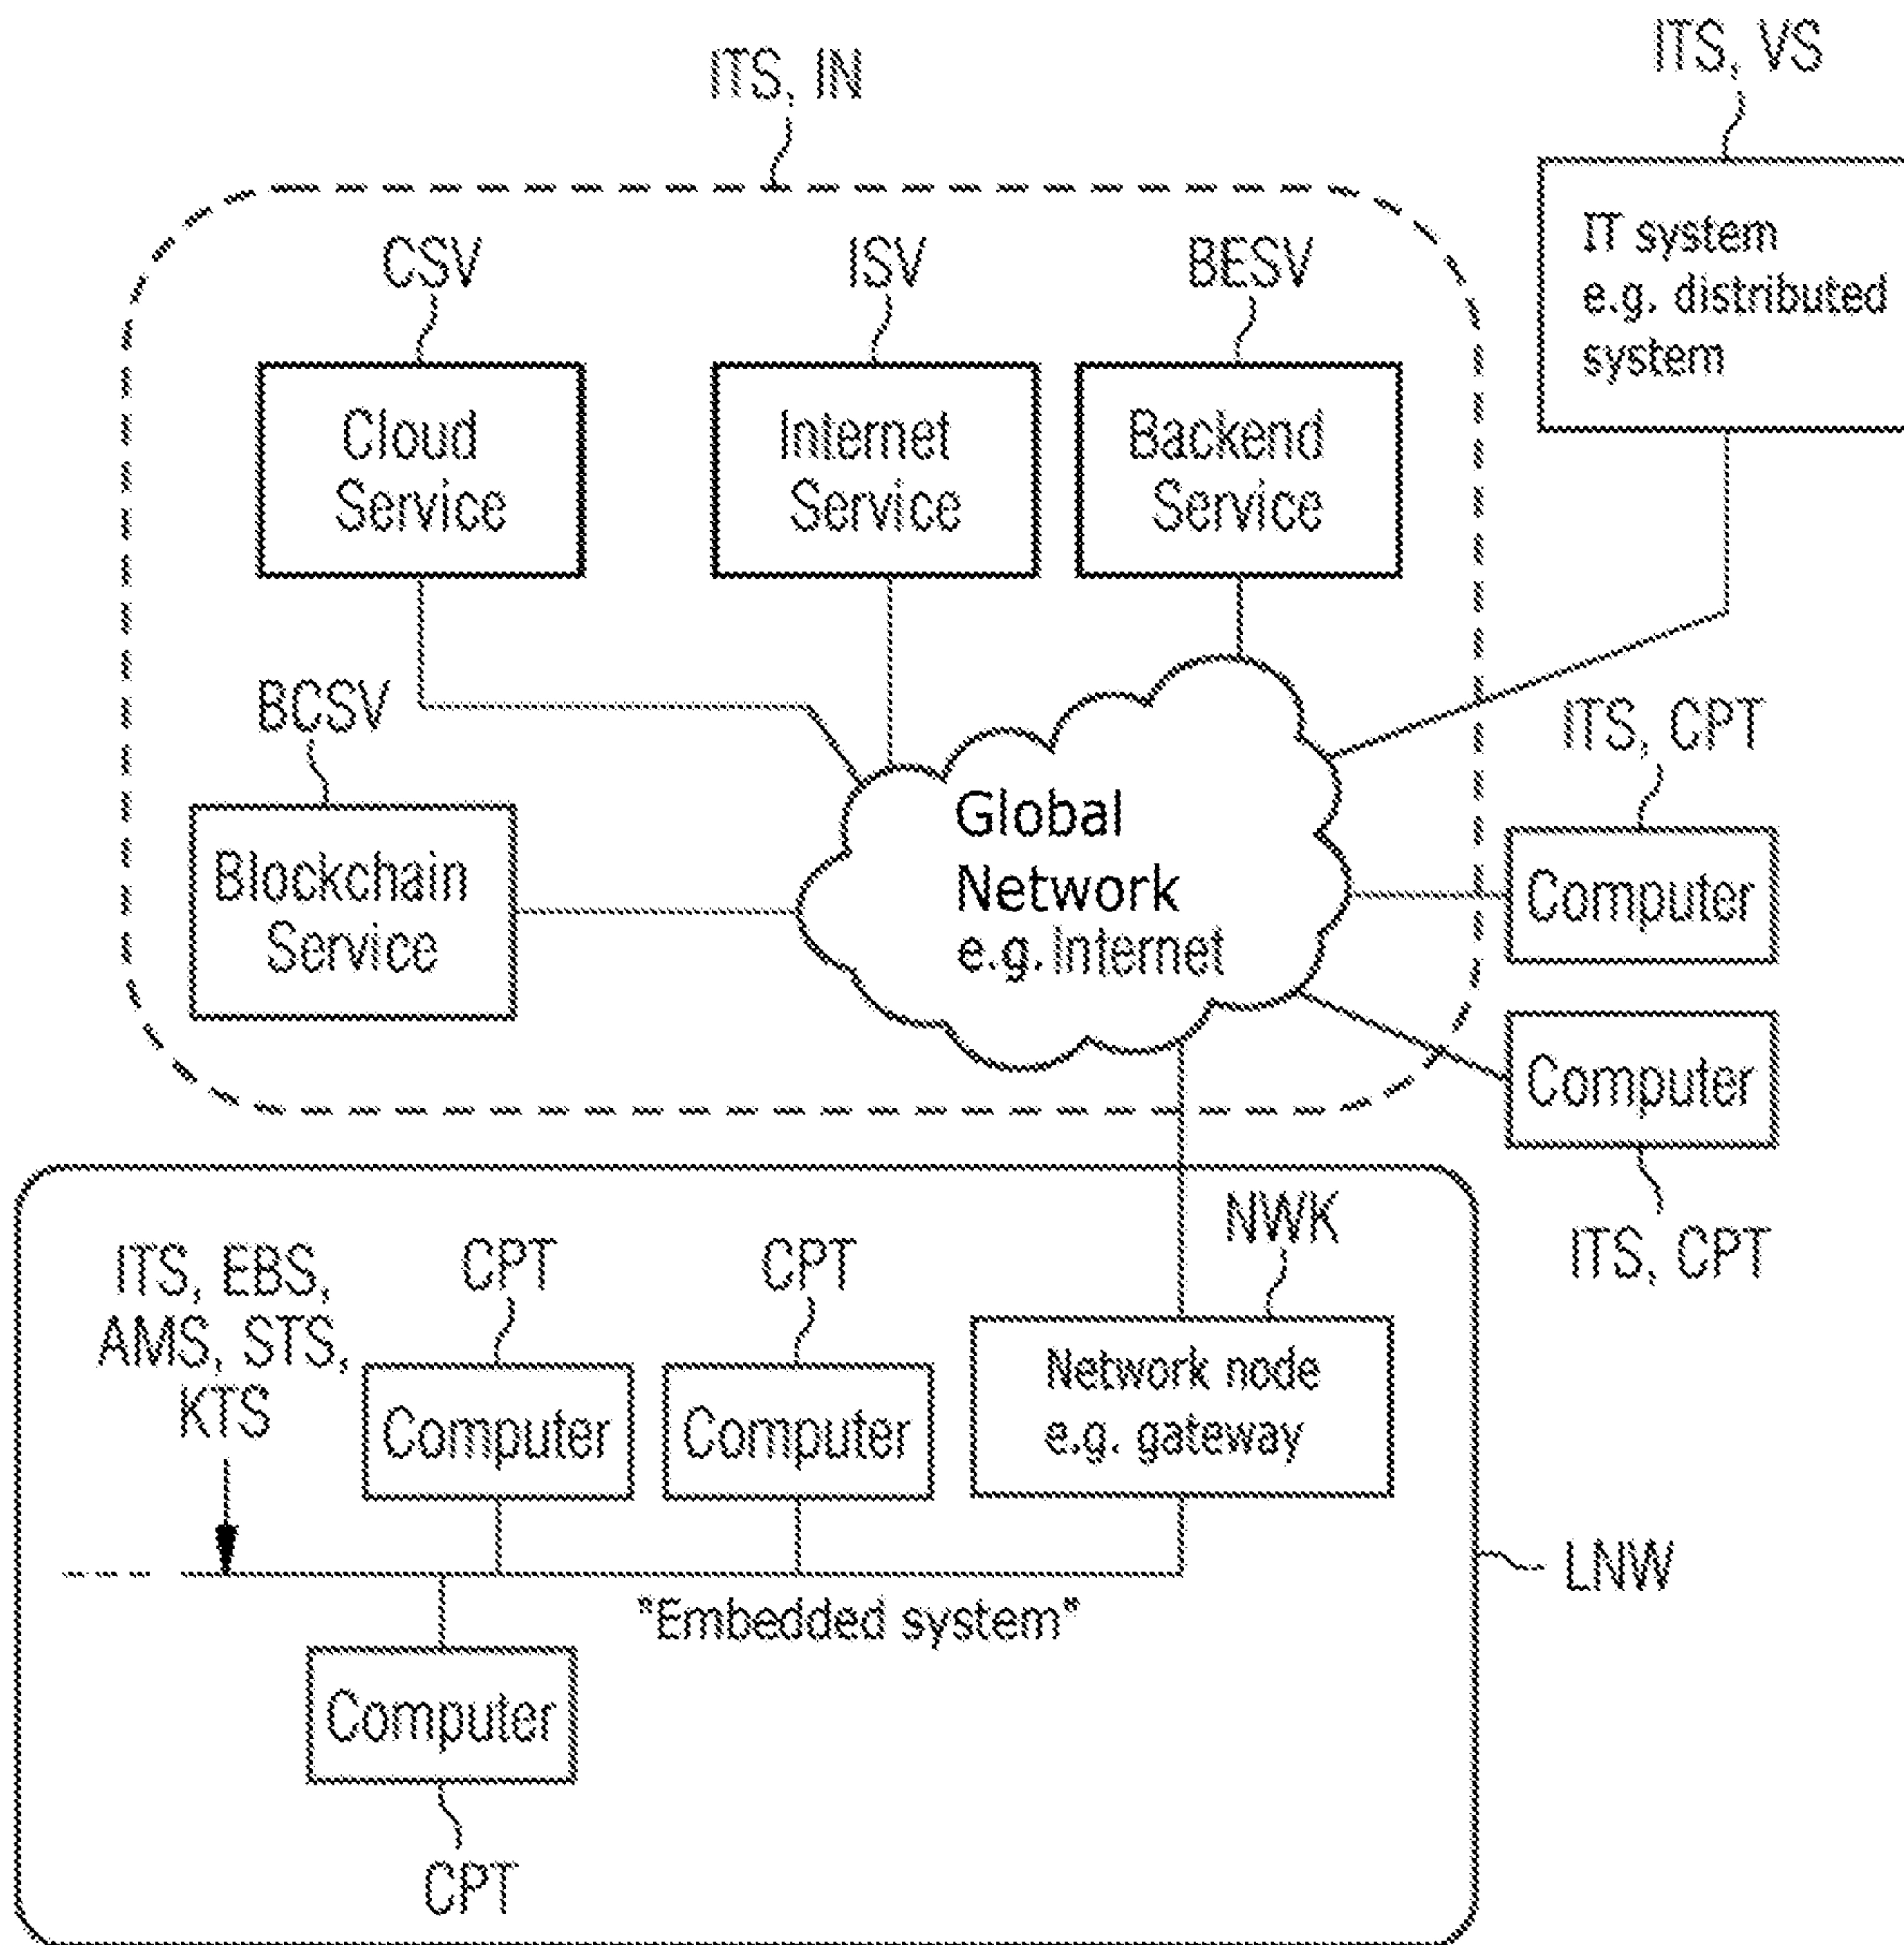 ITS, IN
ITS, VS
IT system
e.g. distributed
system
CSV
ISV
BESV
Cloud
Service
Internet
Service
Backend
Service
BCSV
Blockchain
Service
Global
Network
e.g. internet
ITS, CPT
Computer
Computer
ITS, CPT
NWK
ITS, EBS,
AMS, STS,
KTS
CPT
CPT
Computer
Computer
Network node
e.g. gateway
LNW
"Embedded system"
Computer
CPT